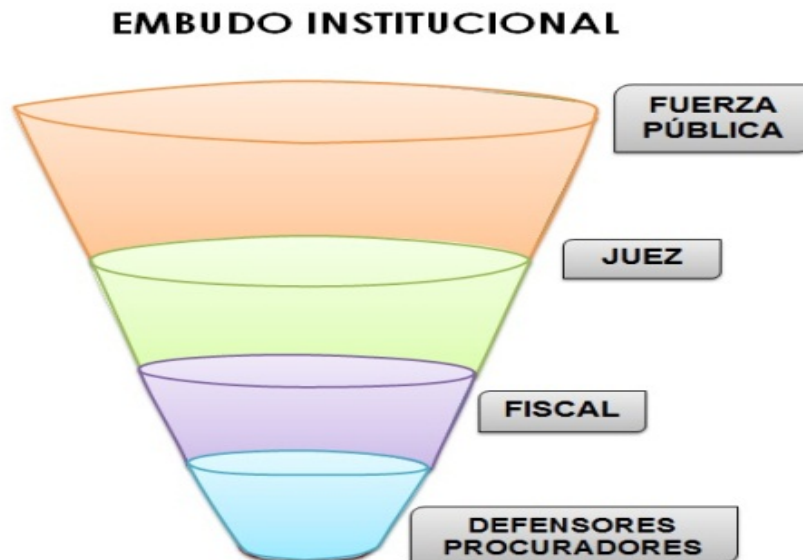 EMBUDO INSTITUCIONAL
FUERZA
PÚBLICA
JUEZ
FISCAL
DEFENSORES
PROCURADORES